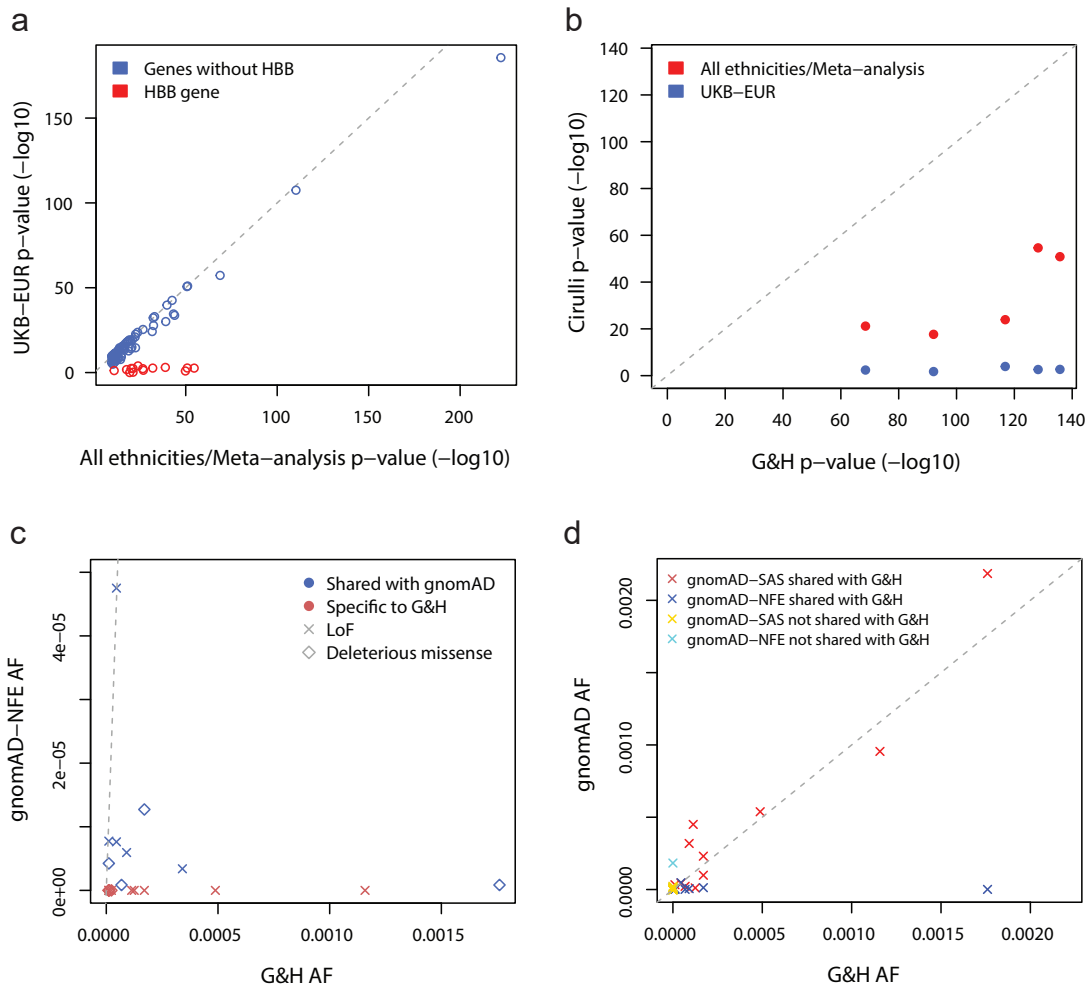 a
Genes without HBB
HBB gene
UKB−EUR p−value (−log10)
0
50
100
150
50
100
150
200
All ethnicities/Meta−analysis p−value (−log10)
b
All ethnicities/Meta−analysis
UKB−EUR
Cirulli p−value (−log10)
0
20
40
60
80
100
120
140
0
20
40
60
80
100
120
140
G&H p−value (−log10)
c
Shared with gnomAD
Specific to G&H
LoF
Deleterious missense
gnomAD−NFE AF
0e+00
2e−05
4e−05
0.0000
0.0005
0.0010
0.0015
G&H AF
d
gnomAD−SAS shared with G&H
gnomAD−NFE shared with G&H
gnomAD−SAS not shared with G&H
gnomAD−NFE not shared with G&H
gnomAD AF
0.0000
0.0010
0.0020
0.0000
0.0005
0.0010
0.0015
0.0020
G&H AF